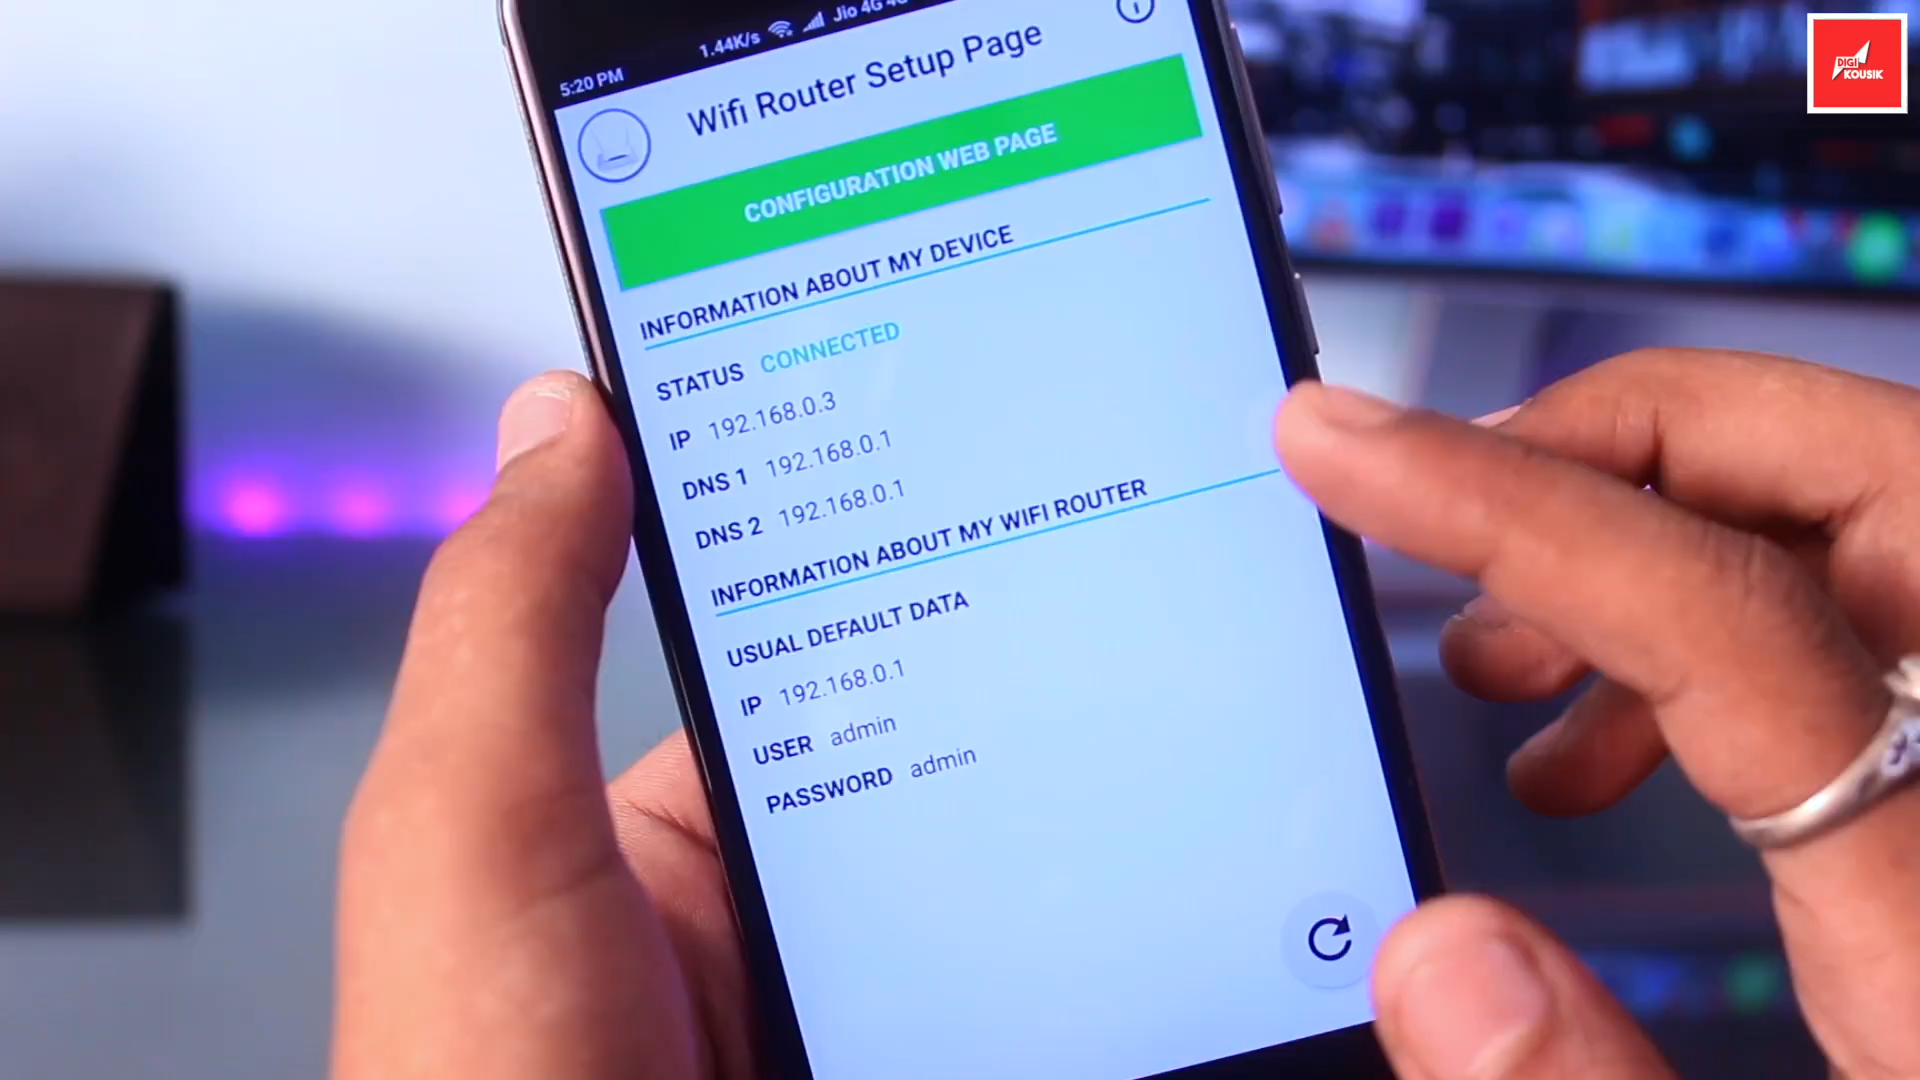 5:20 PM
1.44K/s
Jio 4G
Wifi Router Setup Page
CONFIGURATION WEB PAGE
INFORMATION ABOUT MY DEVICE
STATUS CONNECTED
IP 192.168.0.3
DNS 1 192.168.0.1
DNS 2 192.168.0.1
INFORMATION ABOUT MY WIFI ROUTER
USUAL DEFAULT DATA
IP 192.168.0.1
USER admin
PASSWORD admin
DIGI
KOUSIK